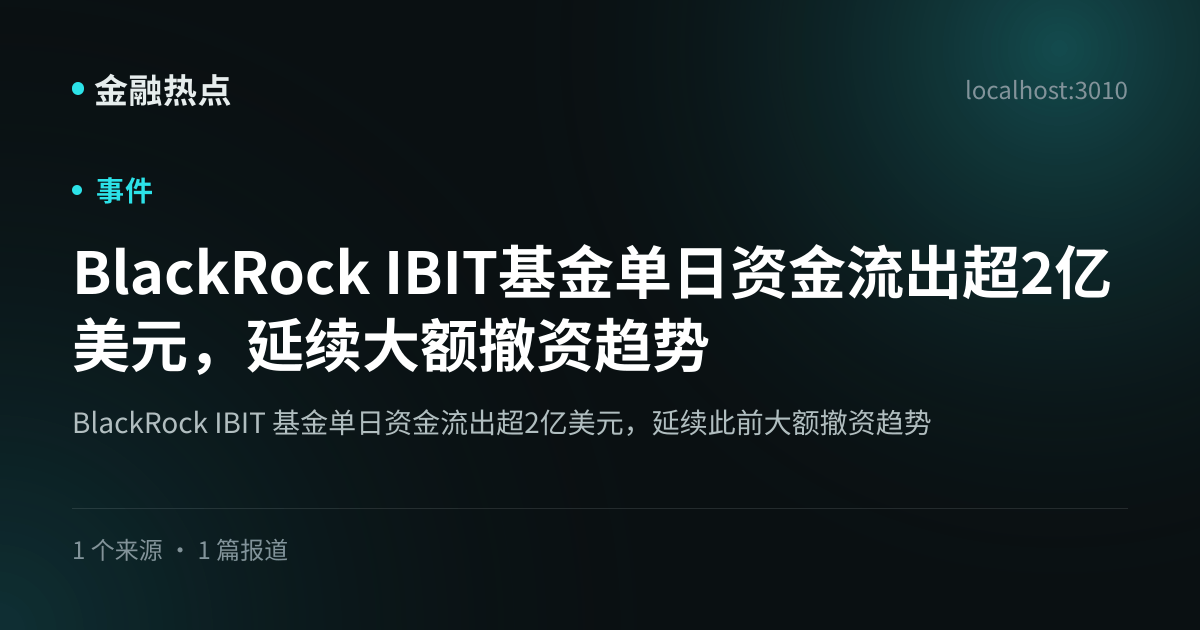 金融热点
localhost:3010
事件
BlackRock IBIT基金单日资金流出超2亿
美元，延续大额撤资趋势
BlackRock IBIT 基金单日资金流出超2亿美元，延续此前大额撤资趋势
1 个来源 · 1 篇报道